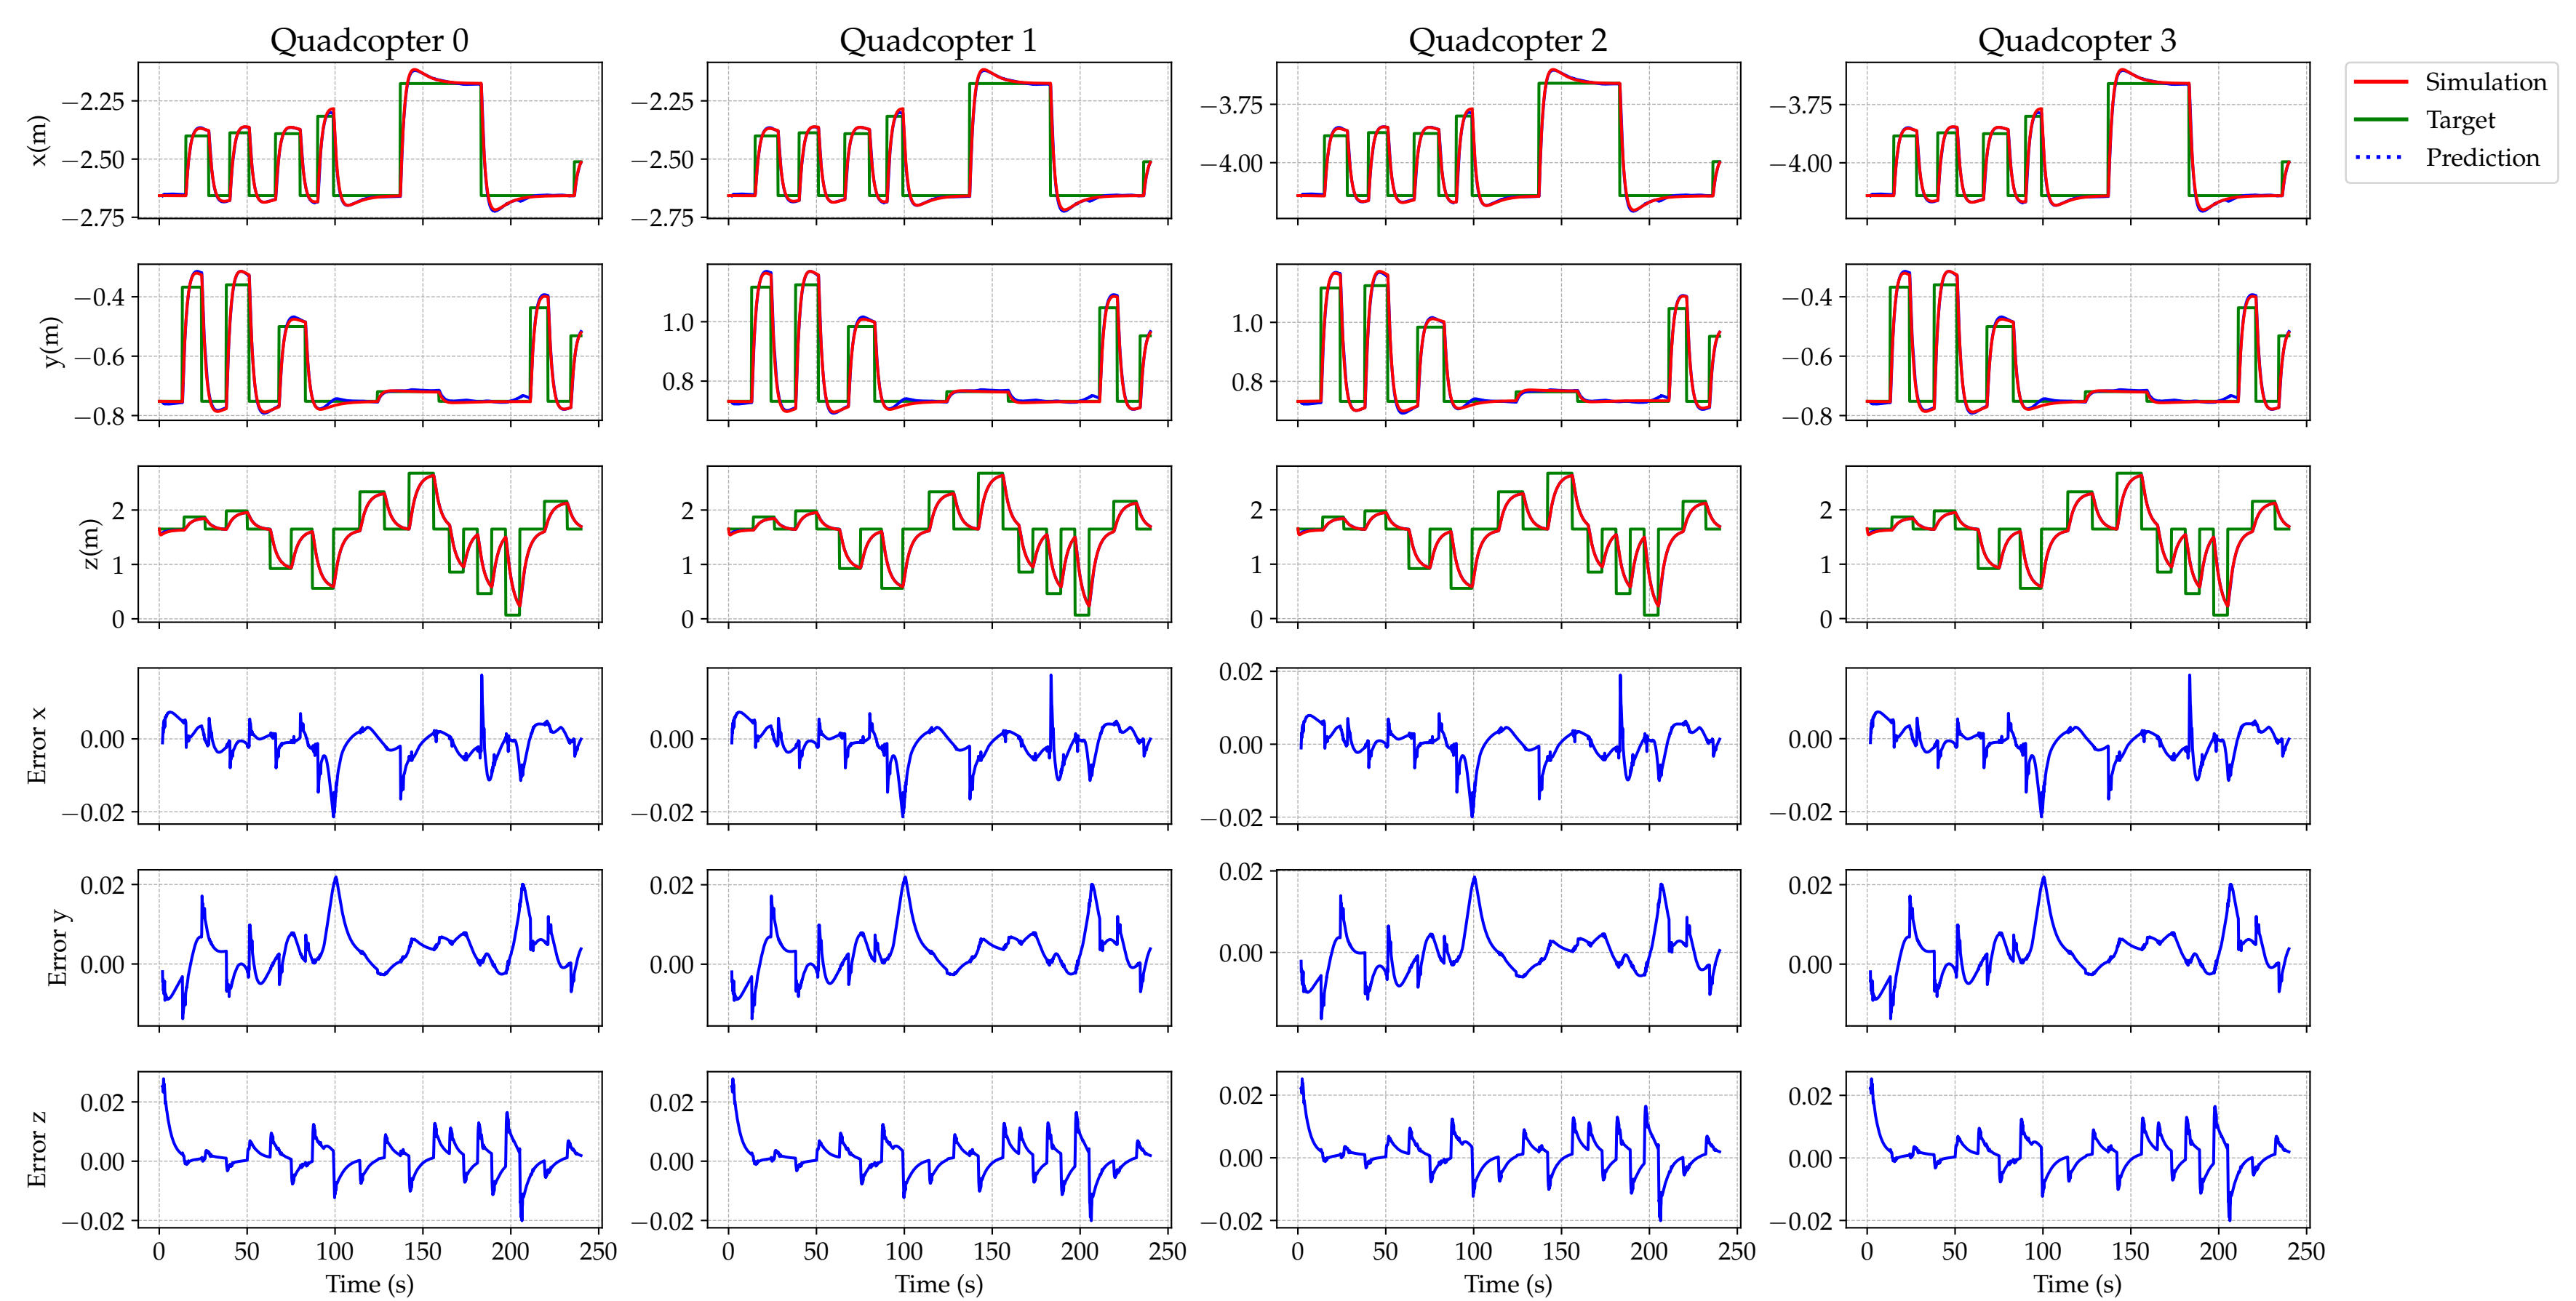 Quadcopter 0 Quadcopter 1 Quadcopter 2 Quadcopter 3
Simulation
Target
Prediction
x(m)
−2.25 −2.25 −3.75 −3.75
−2.50 −2.50 −4.00 −4.00
−2.75 −2.75
y(m)
−0.4 1.0 1.0 −0.4
−0.6 0.8 0.8 −0.6
−0.8 −0.8
z(m)
2 2 2 2
1 1 1 1
0 0 0 0
Error x
0.00 0.00 0.02 0.00
−0.02 −0.02 0.00 −0.02
−0.02
Error y
0.02 0.02 0.02 0.02
0.00 0.00 0.00 0.00
Error z
0.02 0.02 0.02 0.02
0.00 0.00 0.00 0.00
−0.02 −0.02 −0.02 −0.02
0 50 100 150 200 250 0 50 100 150 200 250 0 50 100 150 200 250 0 50 100 150 200 250
Time (s) Time (s) Time (s) Time (s)